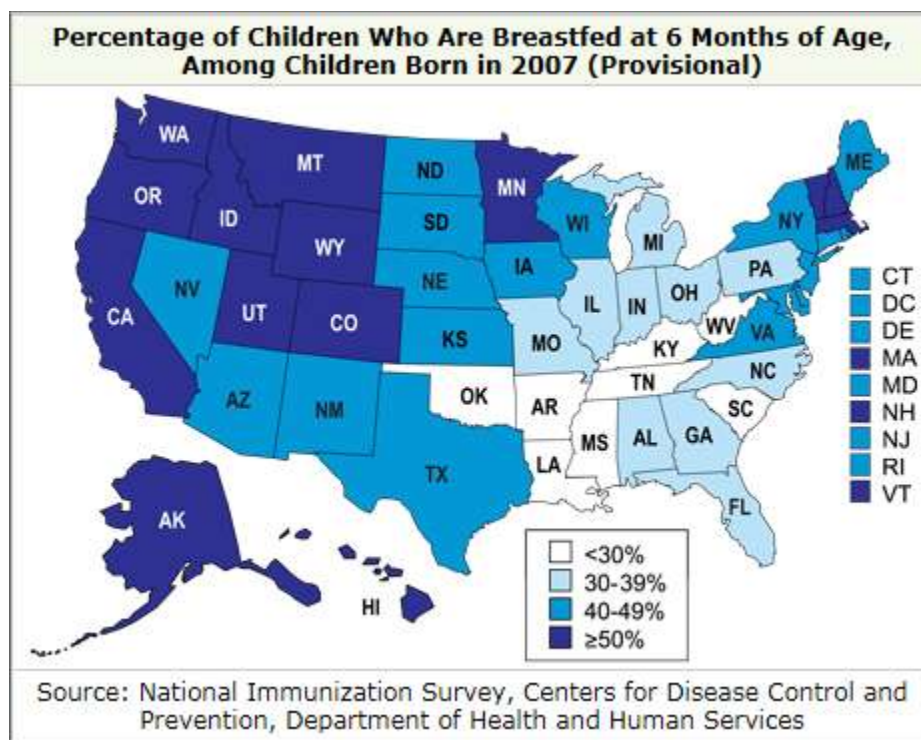 Percentage of Children Who Are Breastfed at 6 Months of Age,
Among Children Born in 2007 (Provisional)
WA
MT
ND
MN
ME
OR
ID
SD
WI
NY
WY
MI
NV
NE
IA
PA
CA
UT
CO
IL
IN
OH
KS
MO
WV
VA
KY
NC
AZ
NM
OK
TN
AR
SC
TX
MS
AL
GA
LA
FL
AK
HI
CT
DC
DE
MA
MD
NH
NJ
RI
VT
<30%
30-39%
40-49%
≥50%
Source: National Immunization Survey, Centers for Disease Control and
Prevention, Department of Health and Human Services